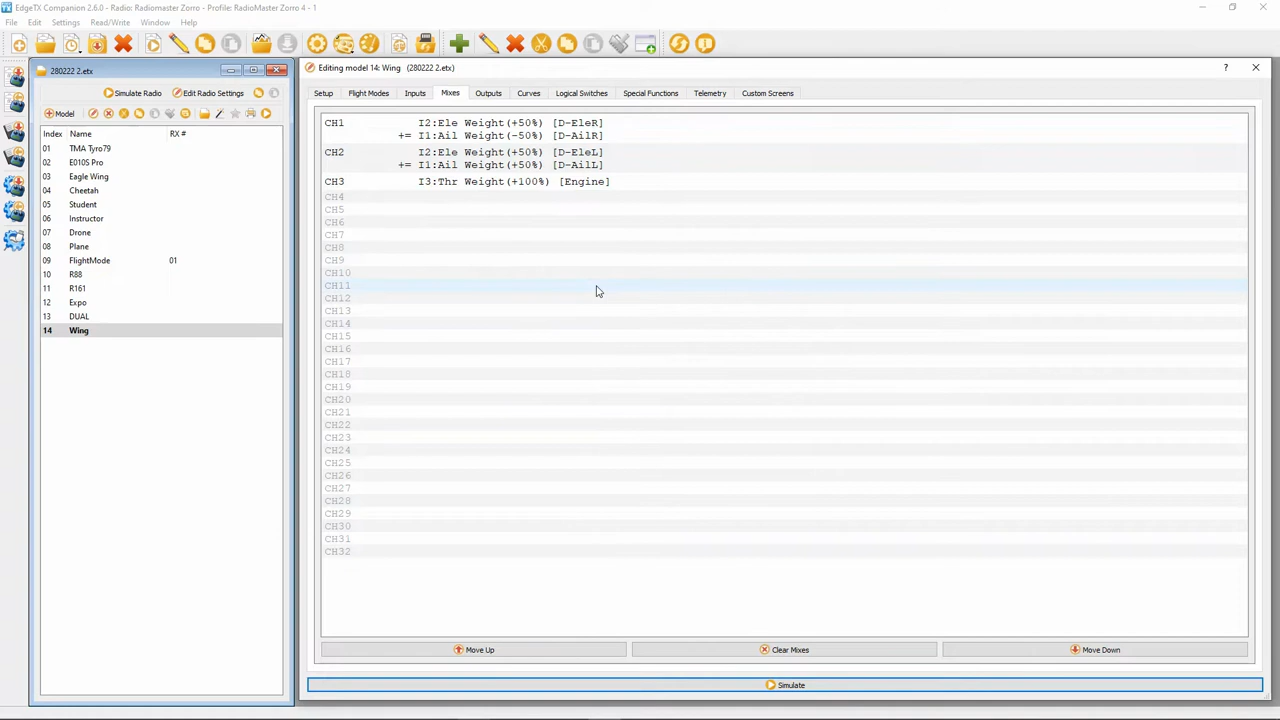 EdgeTX Companion 2.6.0 - Radio: Radiomaster Zorro - Profile: RadioMaster Zorro 4 - 1
File Edit Settings Read/Write Window Help
280222 2.etx
Simulate Radio Edit Radio Settings
Model
Index Name RX #
01 TMA Tyro79
02 E010S Pro
03 Eagle Wing
04 Cheetah
05 Student
06 Instructor
07 Drone
08 Plane
09 FlightMode 01
10 R88
11 R161
12 Expo
13 DUAL
14 Wing
Editing model 14: Wing (280222 2.etx)
Setup Flight Modes Inputs Mixes Outputs Curves Logical Switches Special Functions Telemetry Custom Screens
CH1 I2:Ele Weight(+50%) [D-EleR]
+= I1:Ail Weight(-50%) [D-AilR]
CH2 I2:Ele Weight(+50%) [D-EleL]
+= I1:Ail Weight(+50%) [D-AilL]
CH3 I3:Thr Weight(+100%) [Engine]
CH4
CH5
CH6
CH7
CH8
CH9
CH10
CH11
CH12
CH13
CH14
CH15
CH16
CH17
CH18
CH19
CH20
CH21
CH22
CH23
CH24
CH25
CH26
CH27
CH28
CH29
CH30
CH31
CH32
Move Up Clear Mixes Move Down
Simulate